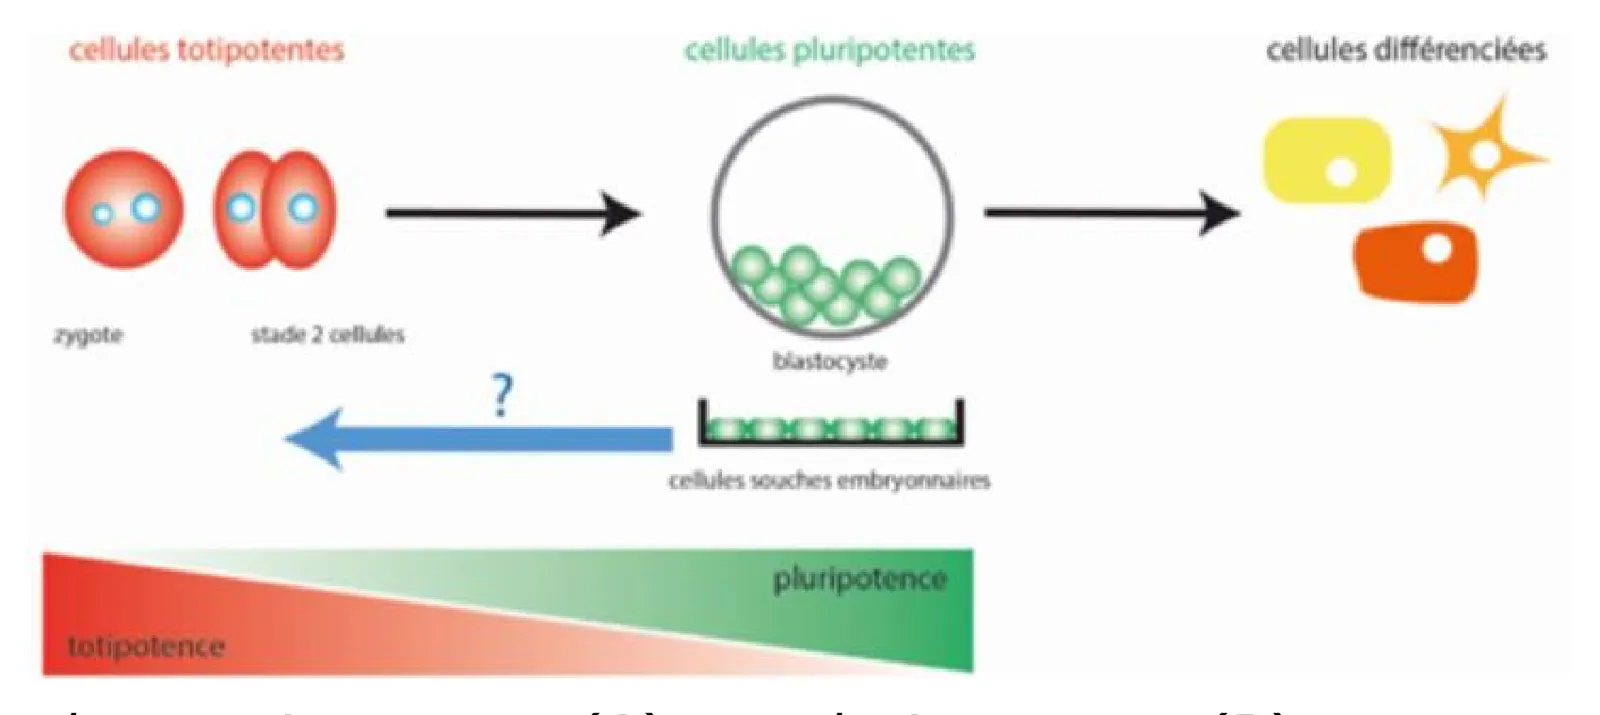 cellules totipotentes
cellules pluripotentes
cellules différenciées
zygote
stade 2 cellules
blastocyste
?
cellules souches embryonnaires
pluripotence
totipotence